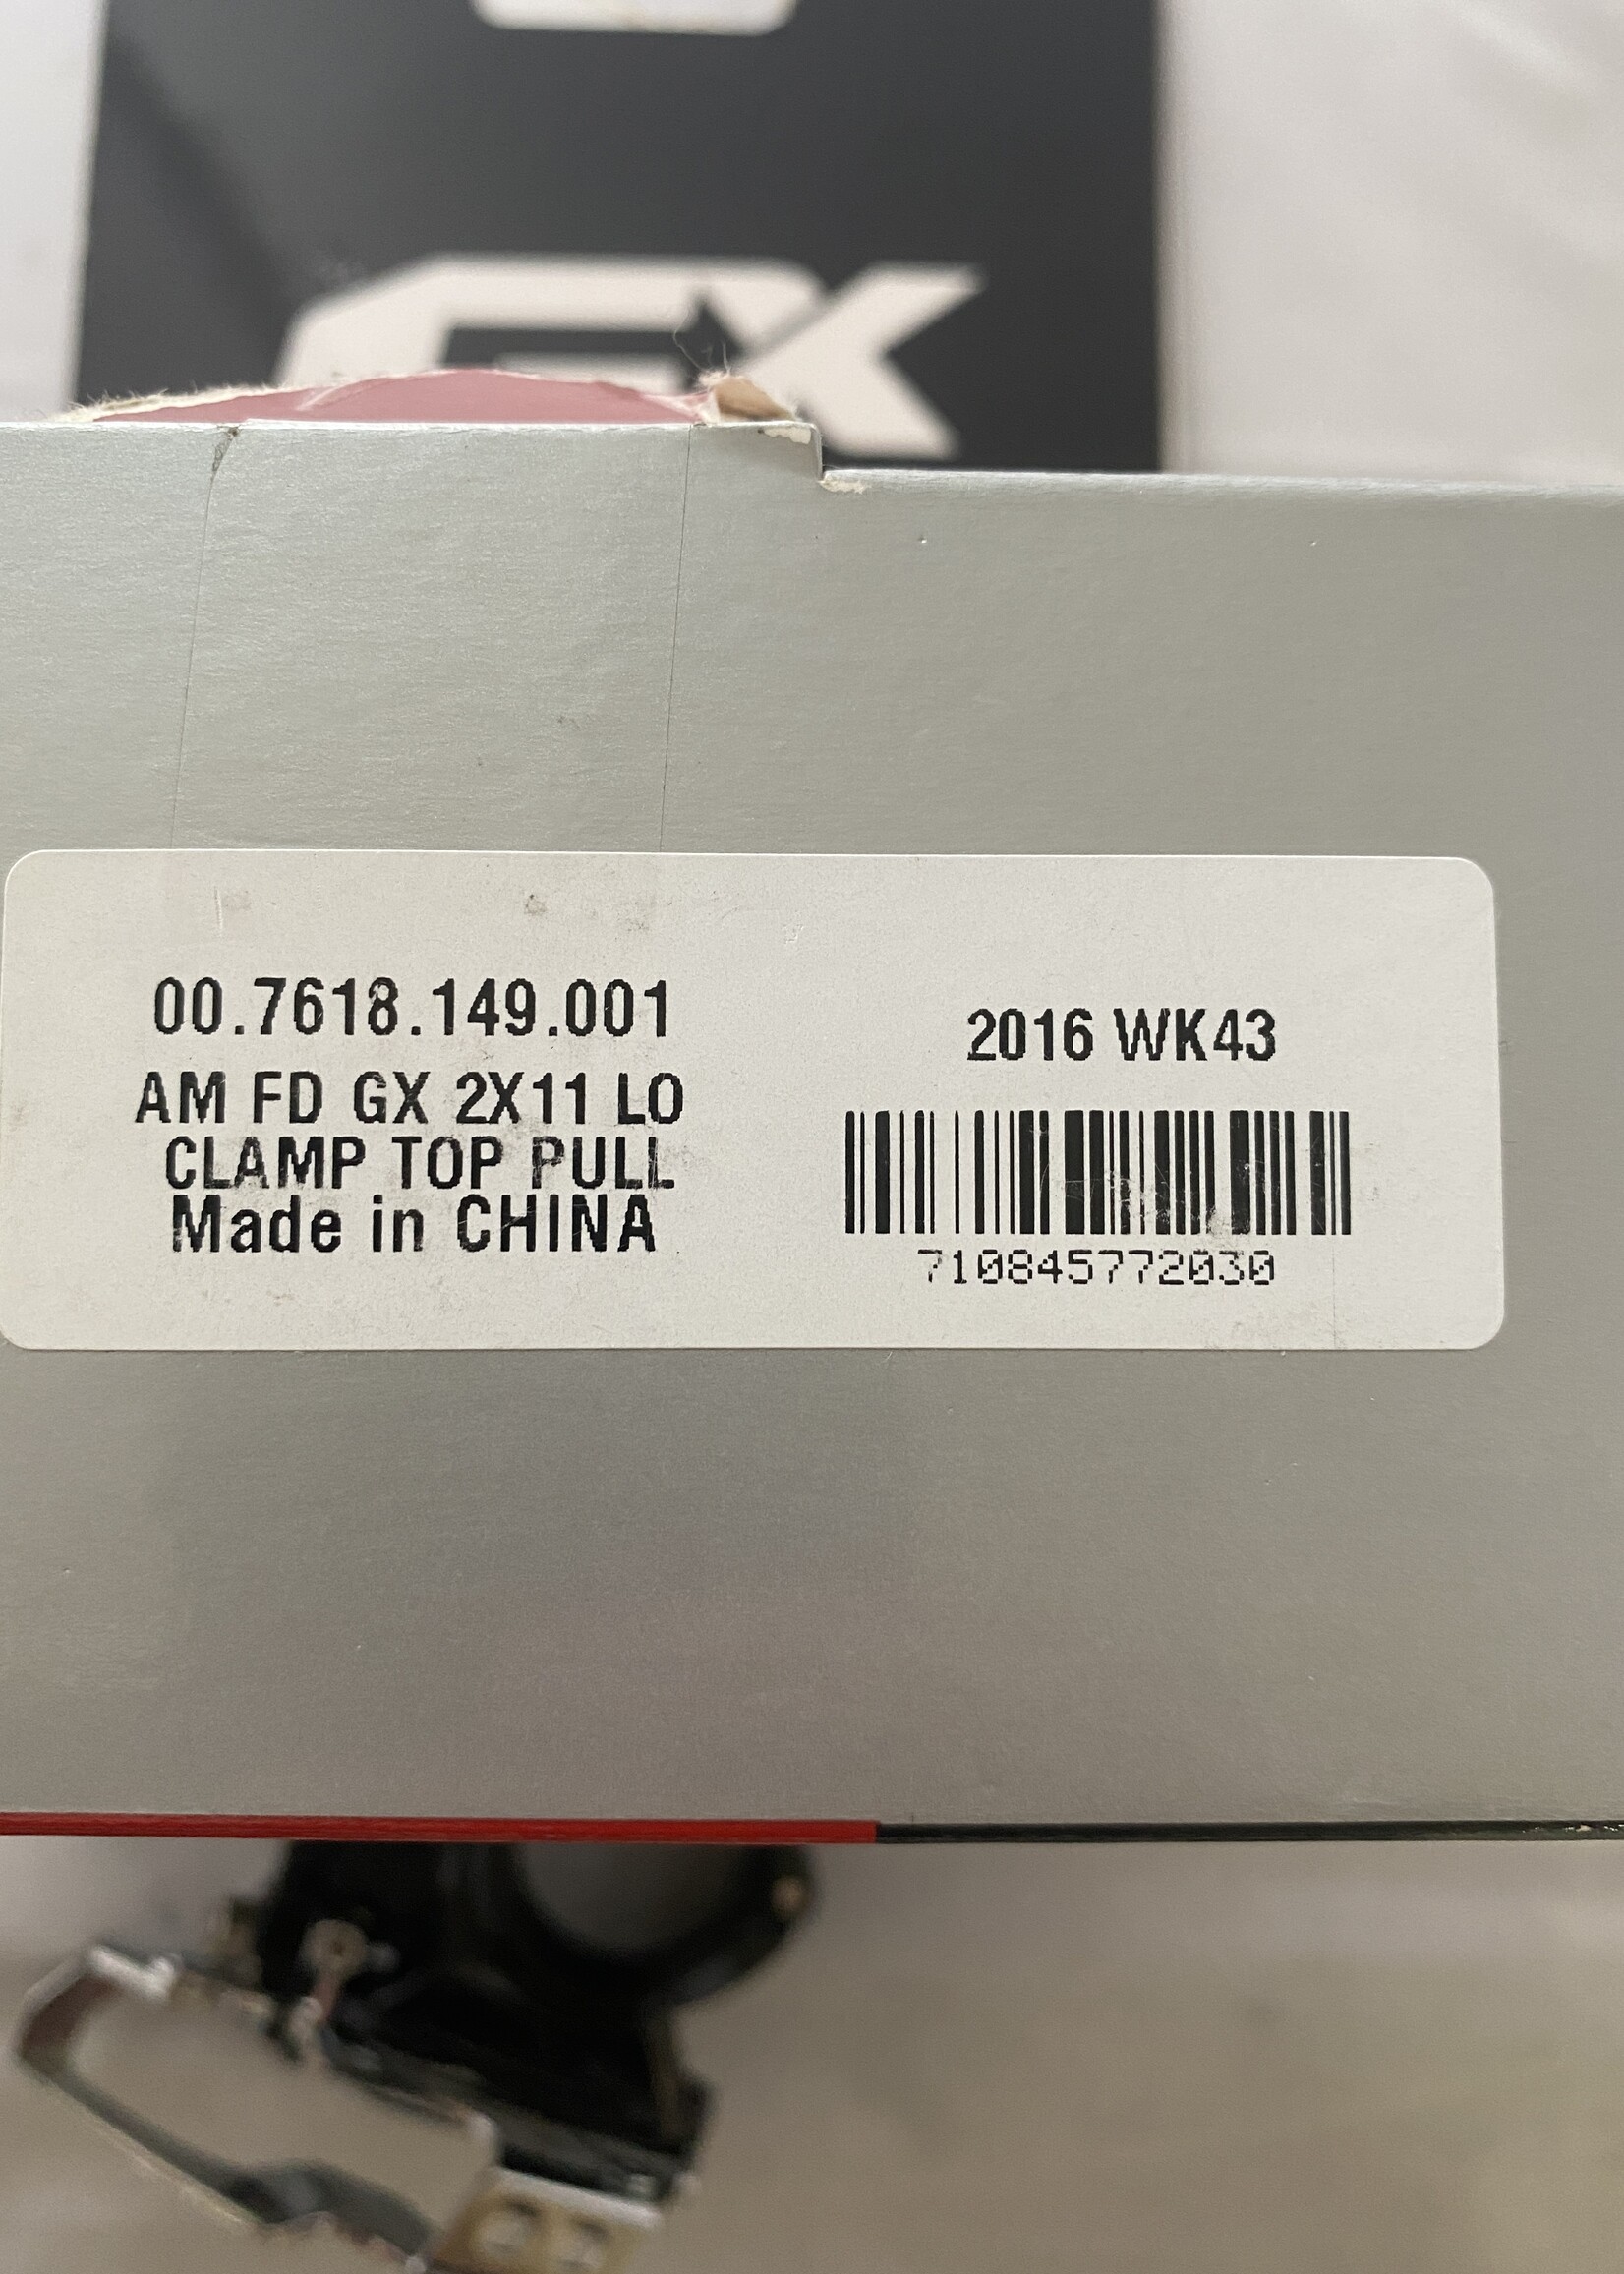 GX
00.7618.149.001
AM FD GX 2X11 LO
CLAMP TOP PULL
Made in CHINA
2016 WK43
710845772030